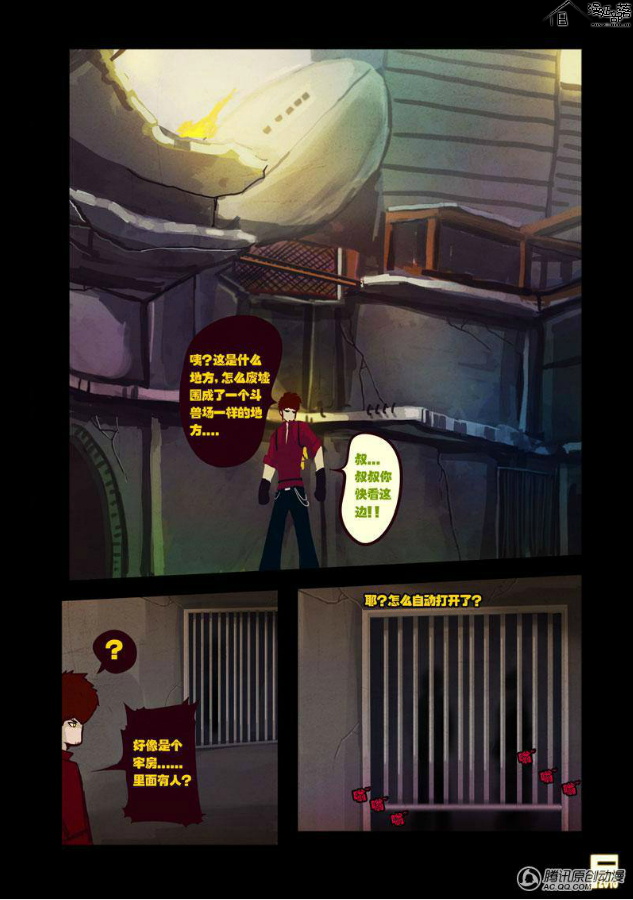 咦？这是什么
地方，怎么废墟
围成了一个斗
兽场一样的地
方....
叔...
叔叔你
快看这
边！！
？
好像是个
牢房......
里面有人？
耶？怎么自动打开了？
腾讯原创动漫
AC.QQ.COM